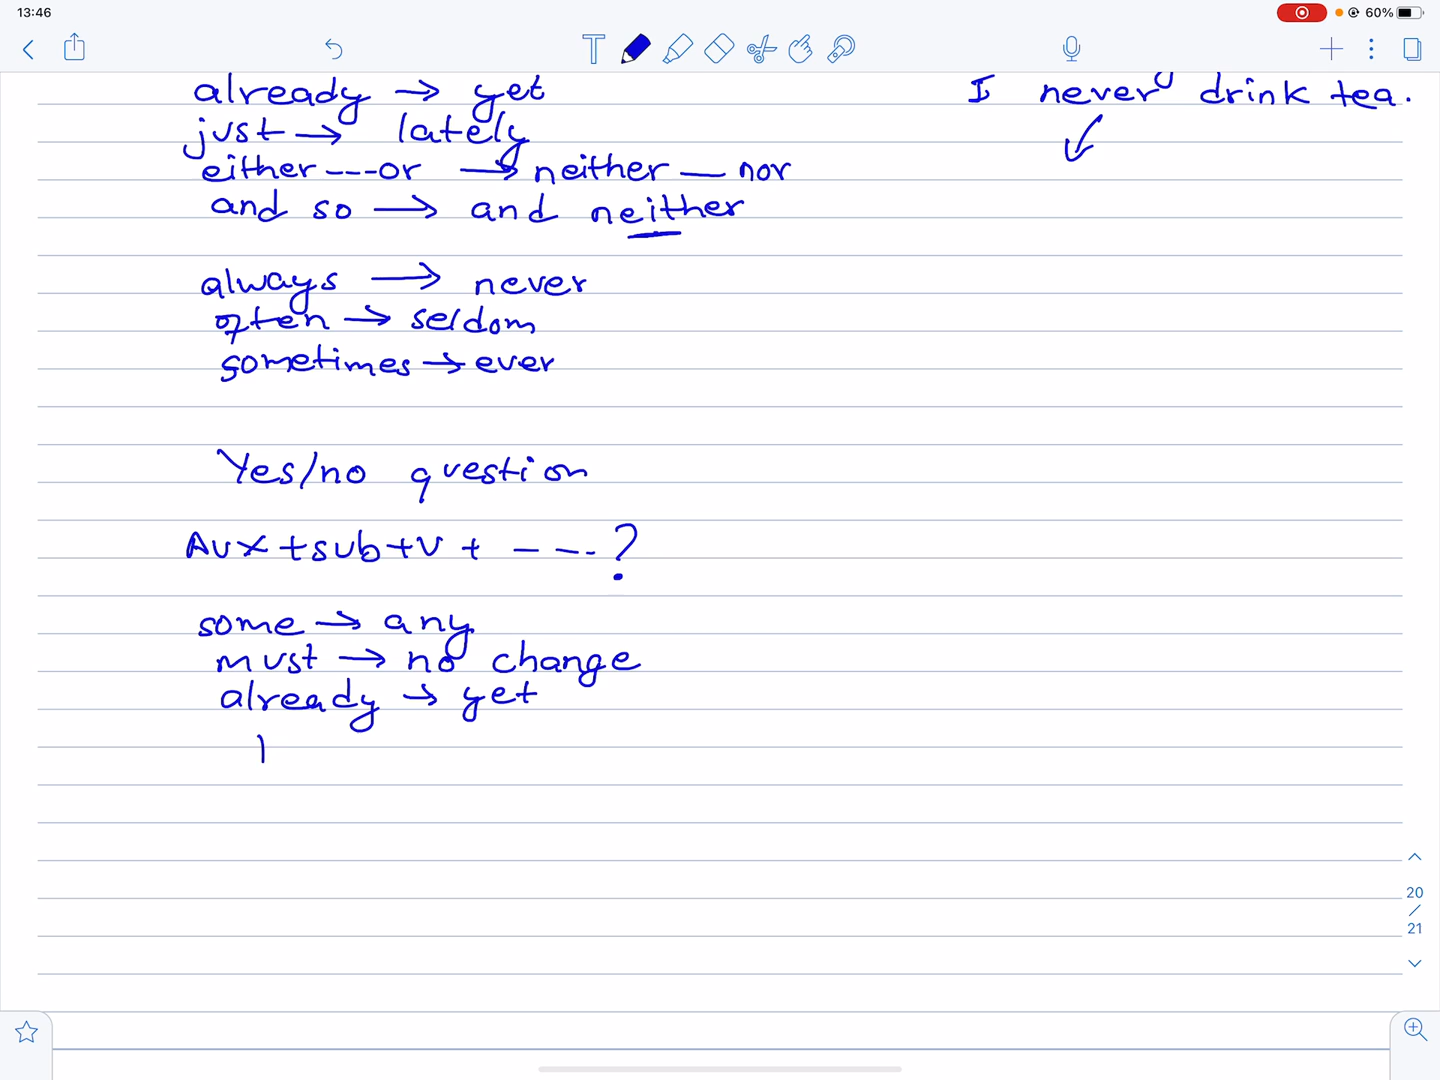 13:46
60%
already → yet
I never drink tea.
just → lately
either ---or → neither — nor
and so → and neither
always → never
often → seldom
sometimes → ever
Yes/no question
Aux +sub+V + ----?
some → any
must → no change
already → yet
20
/
21